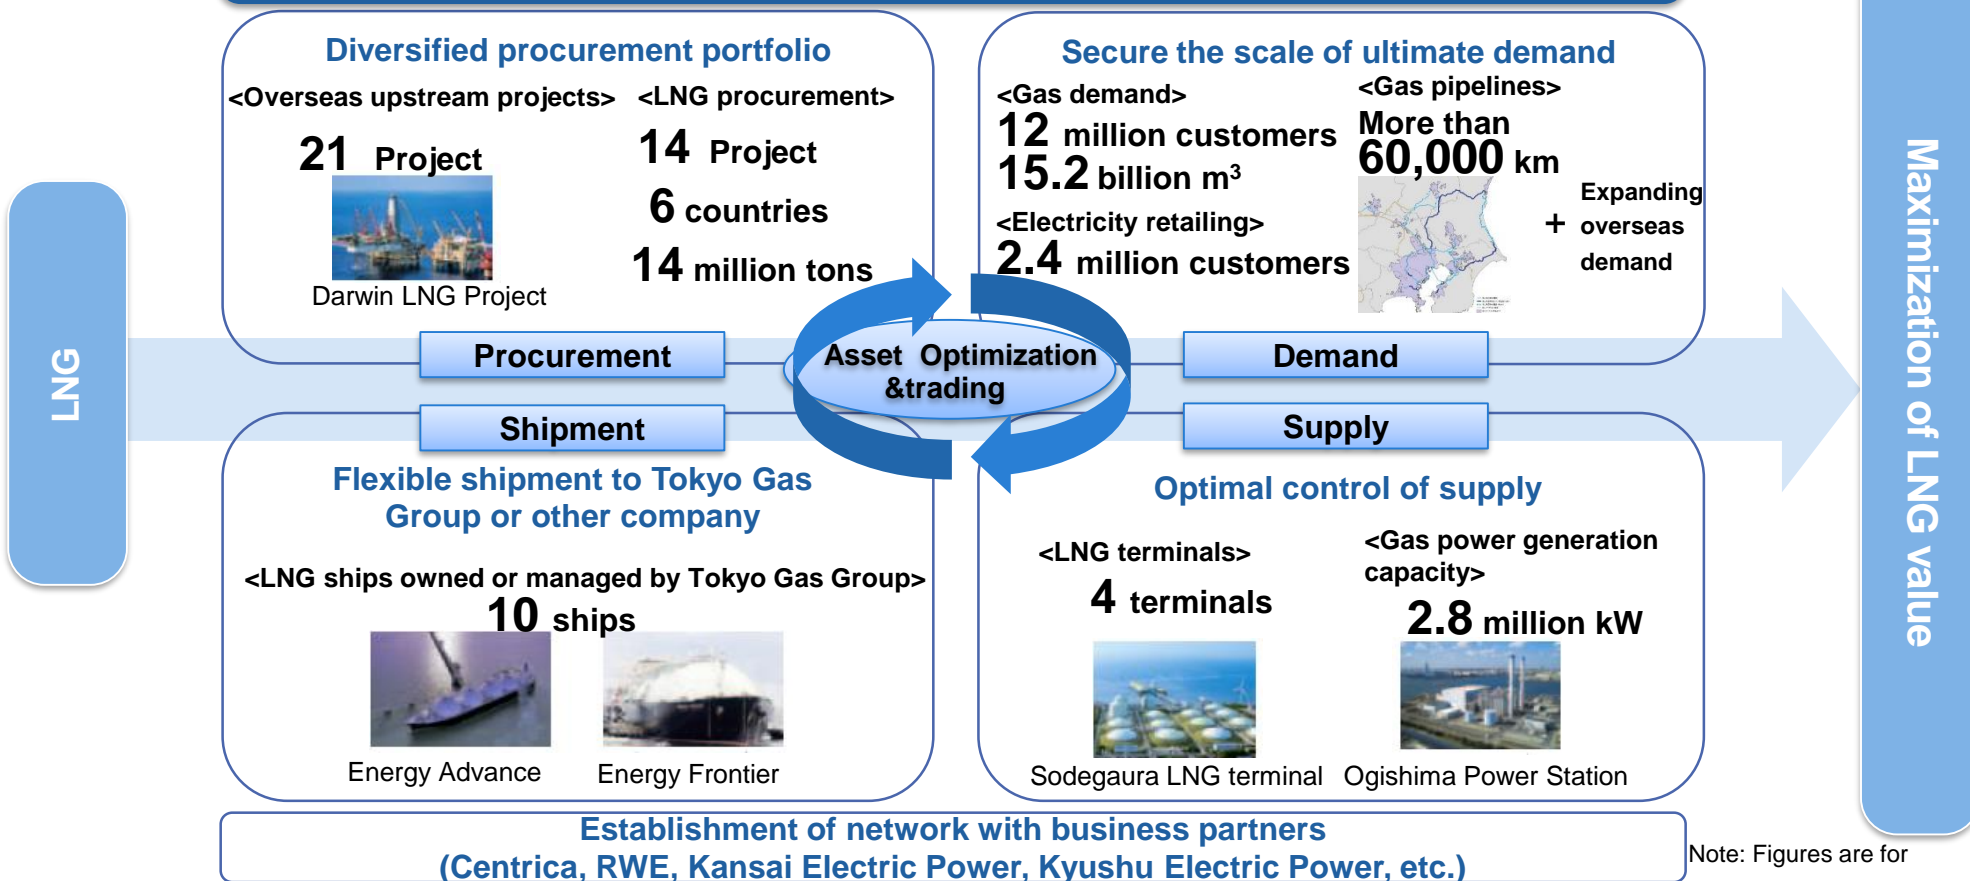 Diversified procurement portfolio
<Overseas upstream projects>
21 Project
Darwin LNG Project
<LNG procurement>
14 Project
6 countries
14 million tons
Secure the scale of ultimate demand
<Gas demand>
12 million customers
15.2 billion m³
<Electricity retailing>
2.4 million customers
<Gas pipelines>
More than
60,000 km
+
Expanding
overseas
demand
LNG
Procurement
Asset Optimization
&trading
Demand
Shipment
Supply
Maximization of LNG value
Flexible shipment to Tokyo Gas
Group or other company
<LNG ships owned or managed by Tokyo Gas Group>
10 ships
Energy Advance
Energy Frontier
Optimal control of supply
<LNG terminals>
4 terminals
Sodegaura LNG terminal
<Gas power generation
capacity>
2.8 million kW
Ogishima Power Station
Establishment of network with business partners
(Centrica, RWE, Kansai Electric Power, Kyushu Electric Power, etc.)
Note: Figures are for